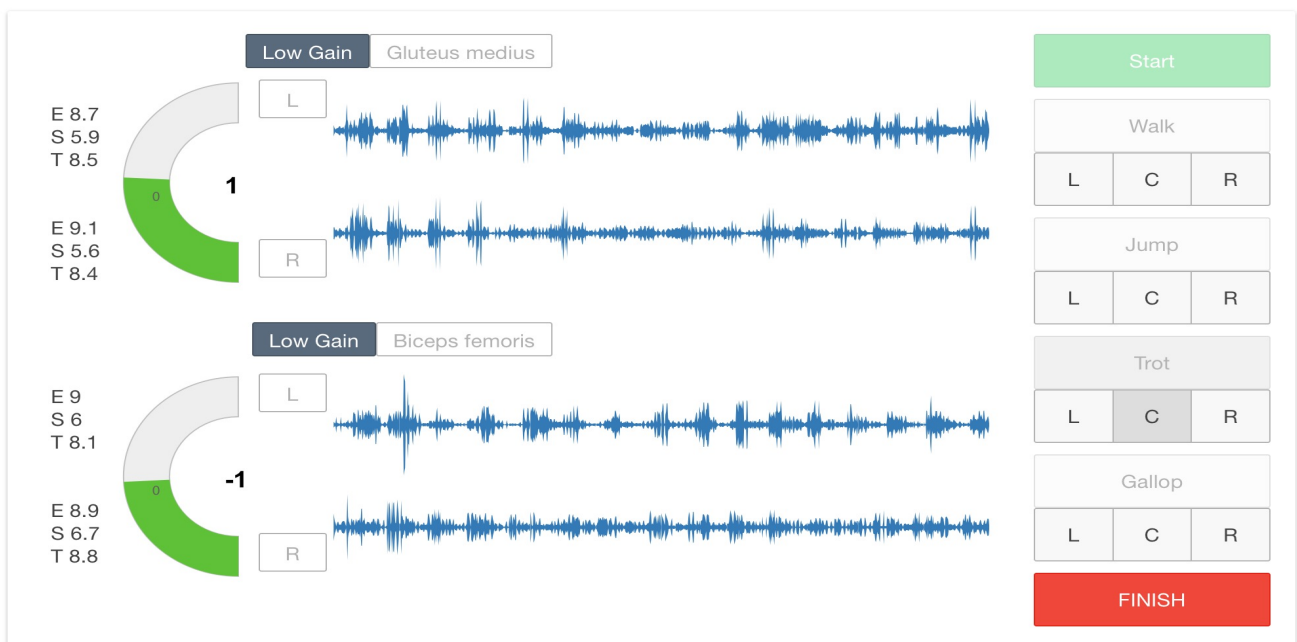 Low Gain Gluteus medius
L
E 8.7
S 5.9
T 8.5
1
0
E 9.1
S 5.6
T 8.4
R
Low Gain Biceps femoris
L
E 9
S 6
T 8.1
-1
0
E 8.9
S 6.7
T 8.8
R
Start
Walk
L C R
Jump
L C R
Trot
L C R
Gallop
L C R
FINISH